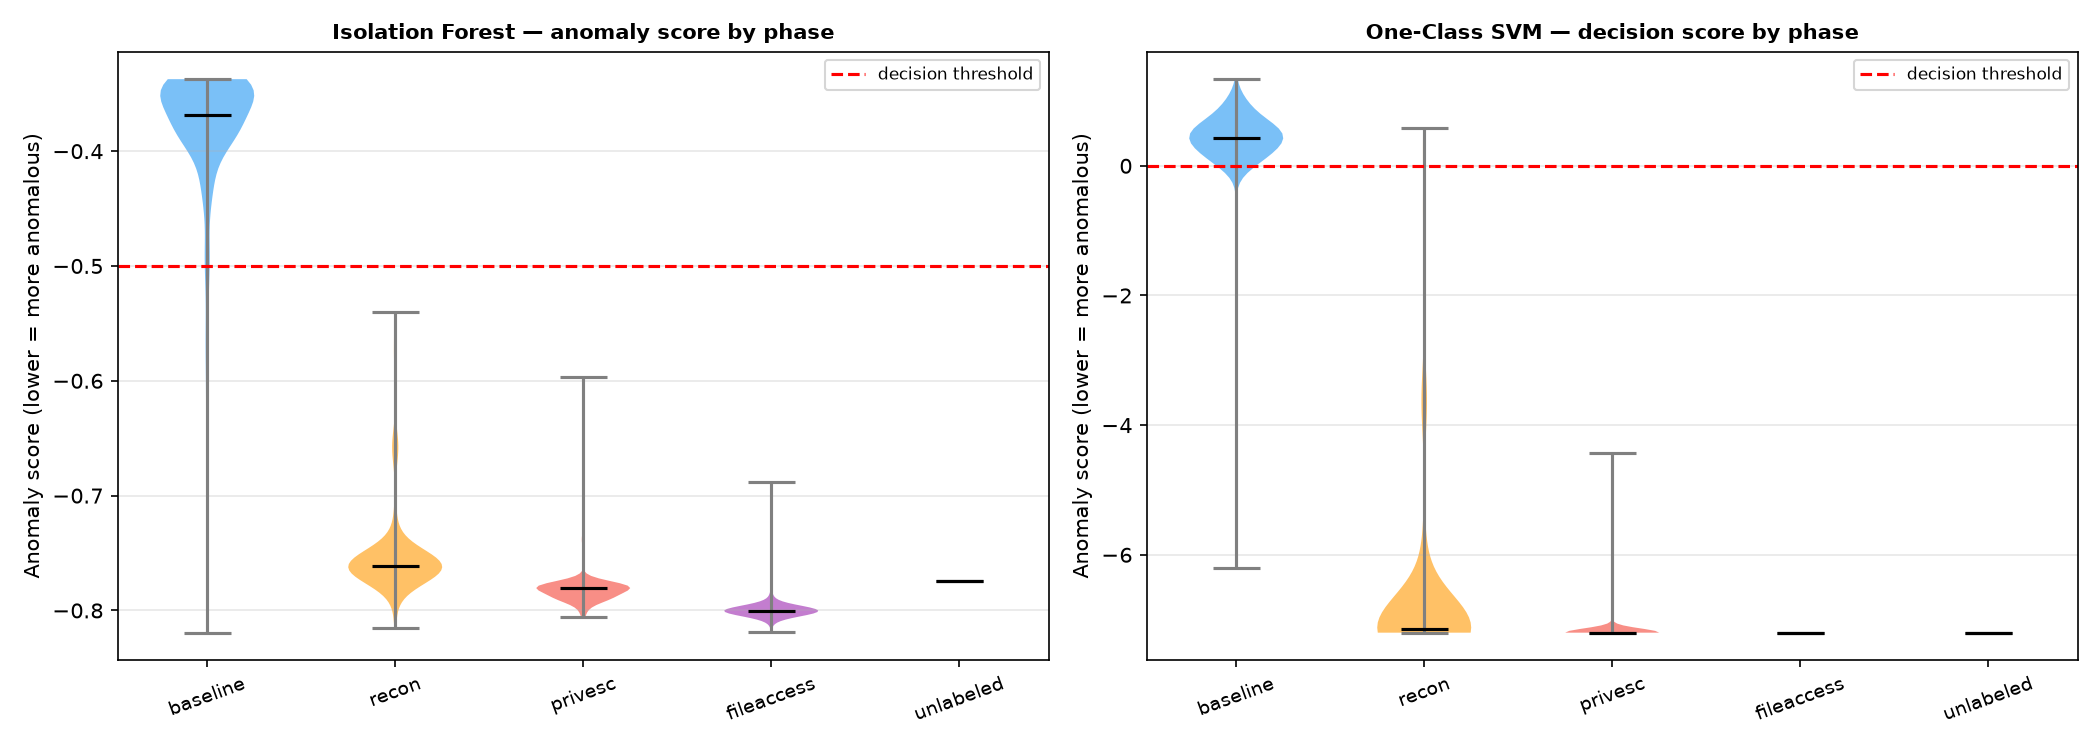 Isolation Forest — anomaly score by phase
decision threshold
Anomaly score (lower = more anomalous)
−0.4
−0.5
−0.6
−0.7
−0.8
baseline
recon
privesc
fileaccess
unlabeled
One-Class SVM — decision score by phase
decision threshold
Anomaly score (lower = more anomalous)
0
−2
−4
−6
baseline
recon
privesc
fileaccess
unlabeled